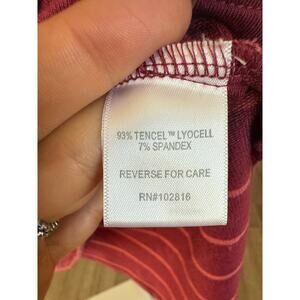 93% TENCEL™ LYOCELL
7% SPANDEX
REVERSE FOR CARE
RN#102816